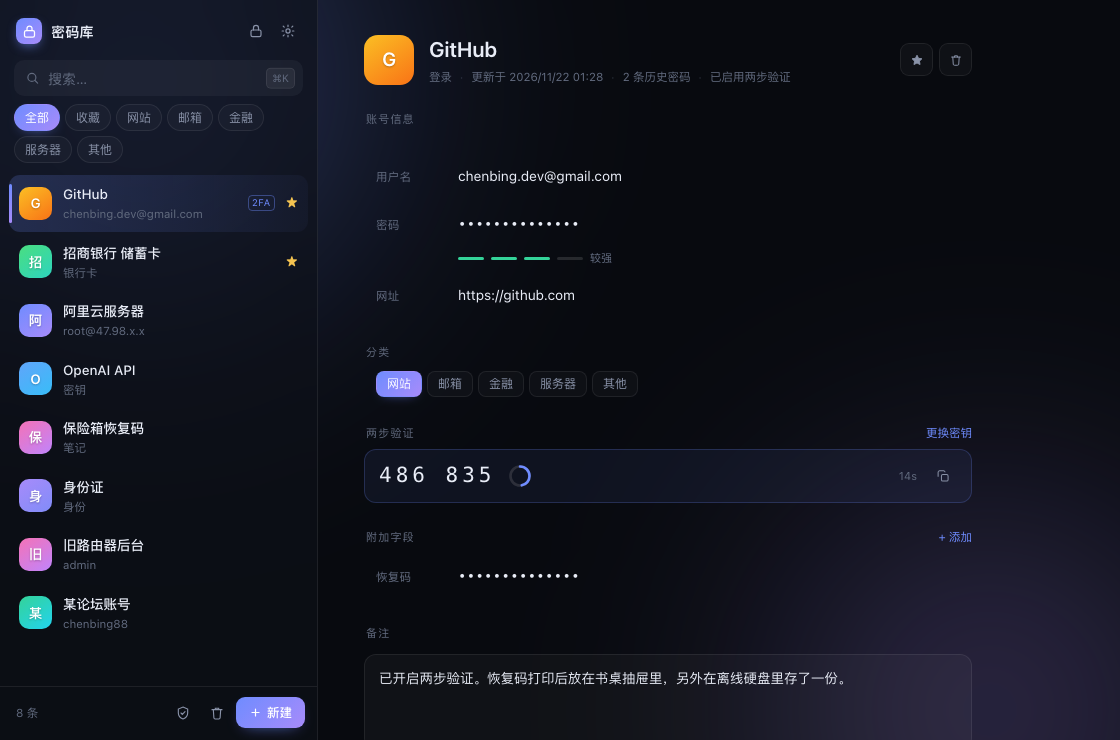 密码库
搜索... ⌘K
全部 收藏 网站 邮箱 金融
服务器 其他
G GitHub 2FA
chenbing.dev@gmail.com
招 招商银行 储蓄卡
银行卡
阿 阿里云服务器
root@47.98.x.x
O OpenAI API
密钥
保 保险箱恢复码
笔记
身 身份证
身份
旧 旧路由器后台
admin
某 某论坛账号
chenbing88
8 条 + 新建
G GitHub
登录 · 更新于 2026/11/22 01:28 · 2 条历史密码 · 已启用两步验证
账号信息
用户名 chenbing.dev@gmail.com
密码 ••••••••••••••
较强
网址 https://github.com
分类
网站 邮箱 金融 服务器 其他
两步验证 更换密钥
486 835 14s
附加字段 + 添加
恢复码 ••••••••••••••
备注
已开启两步验证。恢复码打印后放在书桌抽屉里，另外在离线硬盘里存了一份。